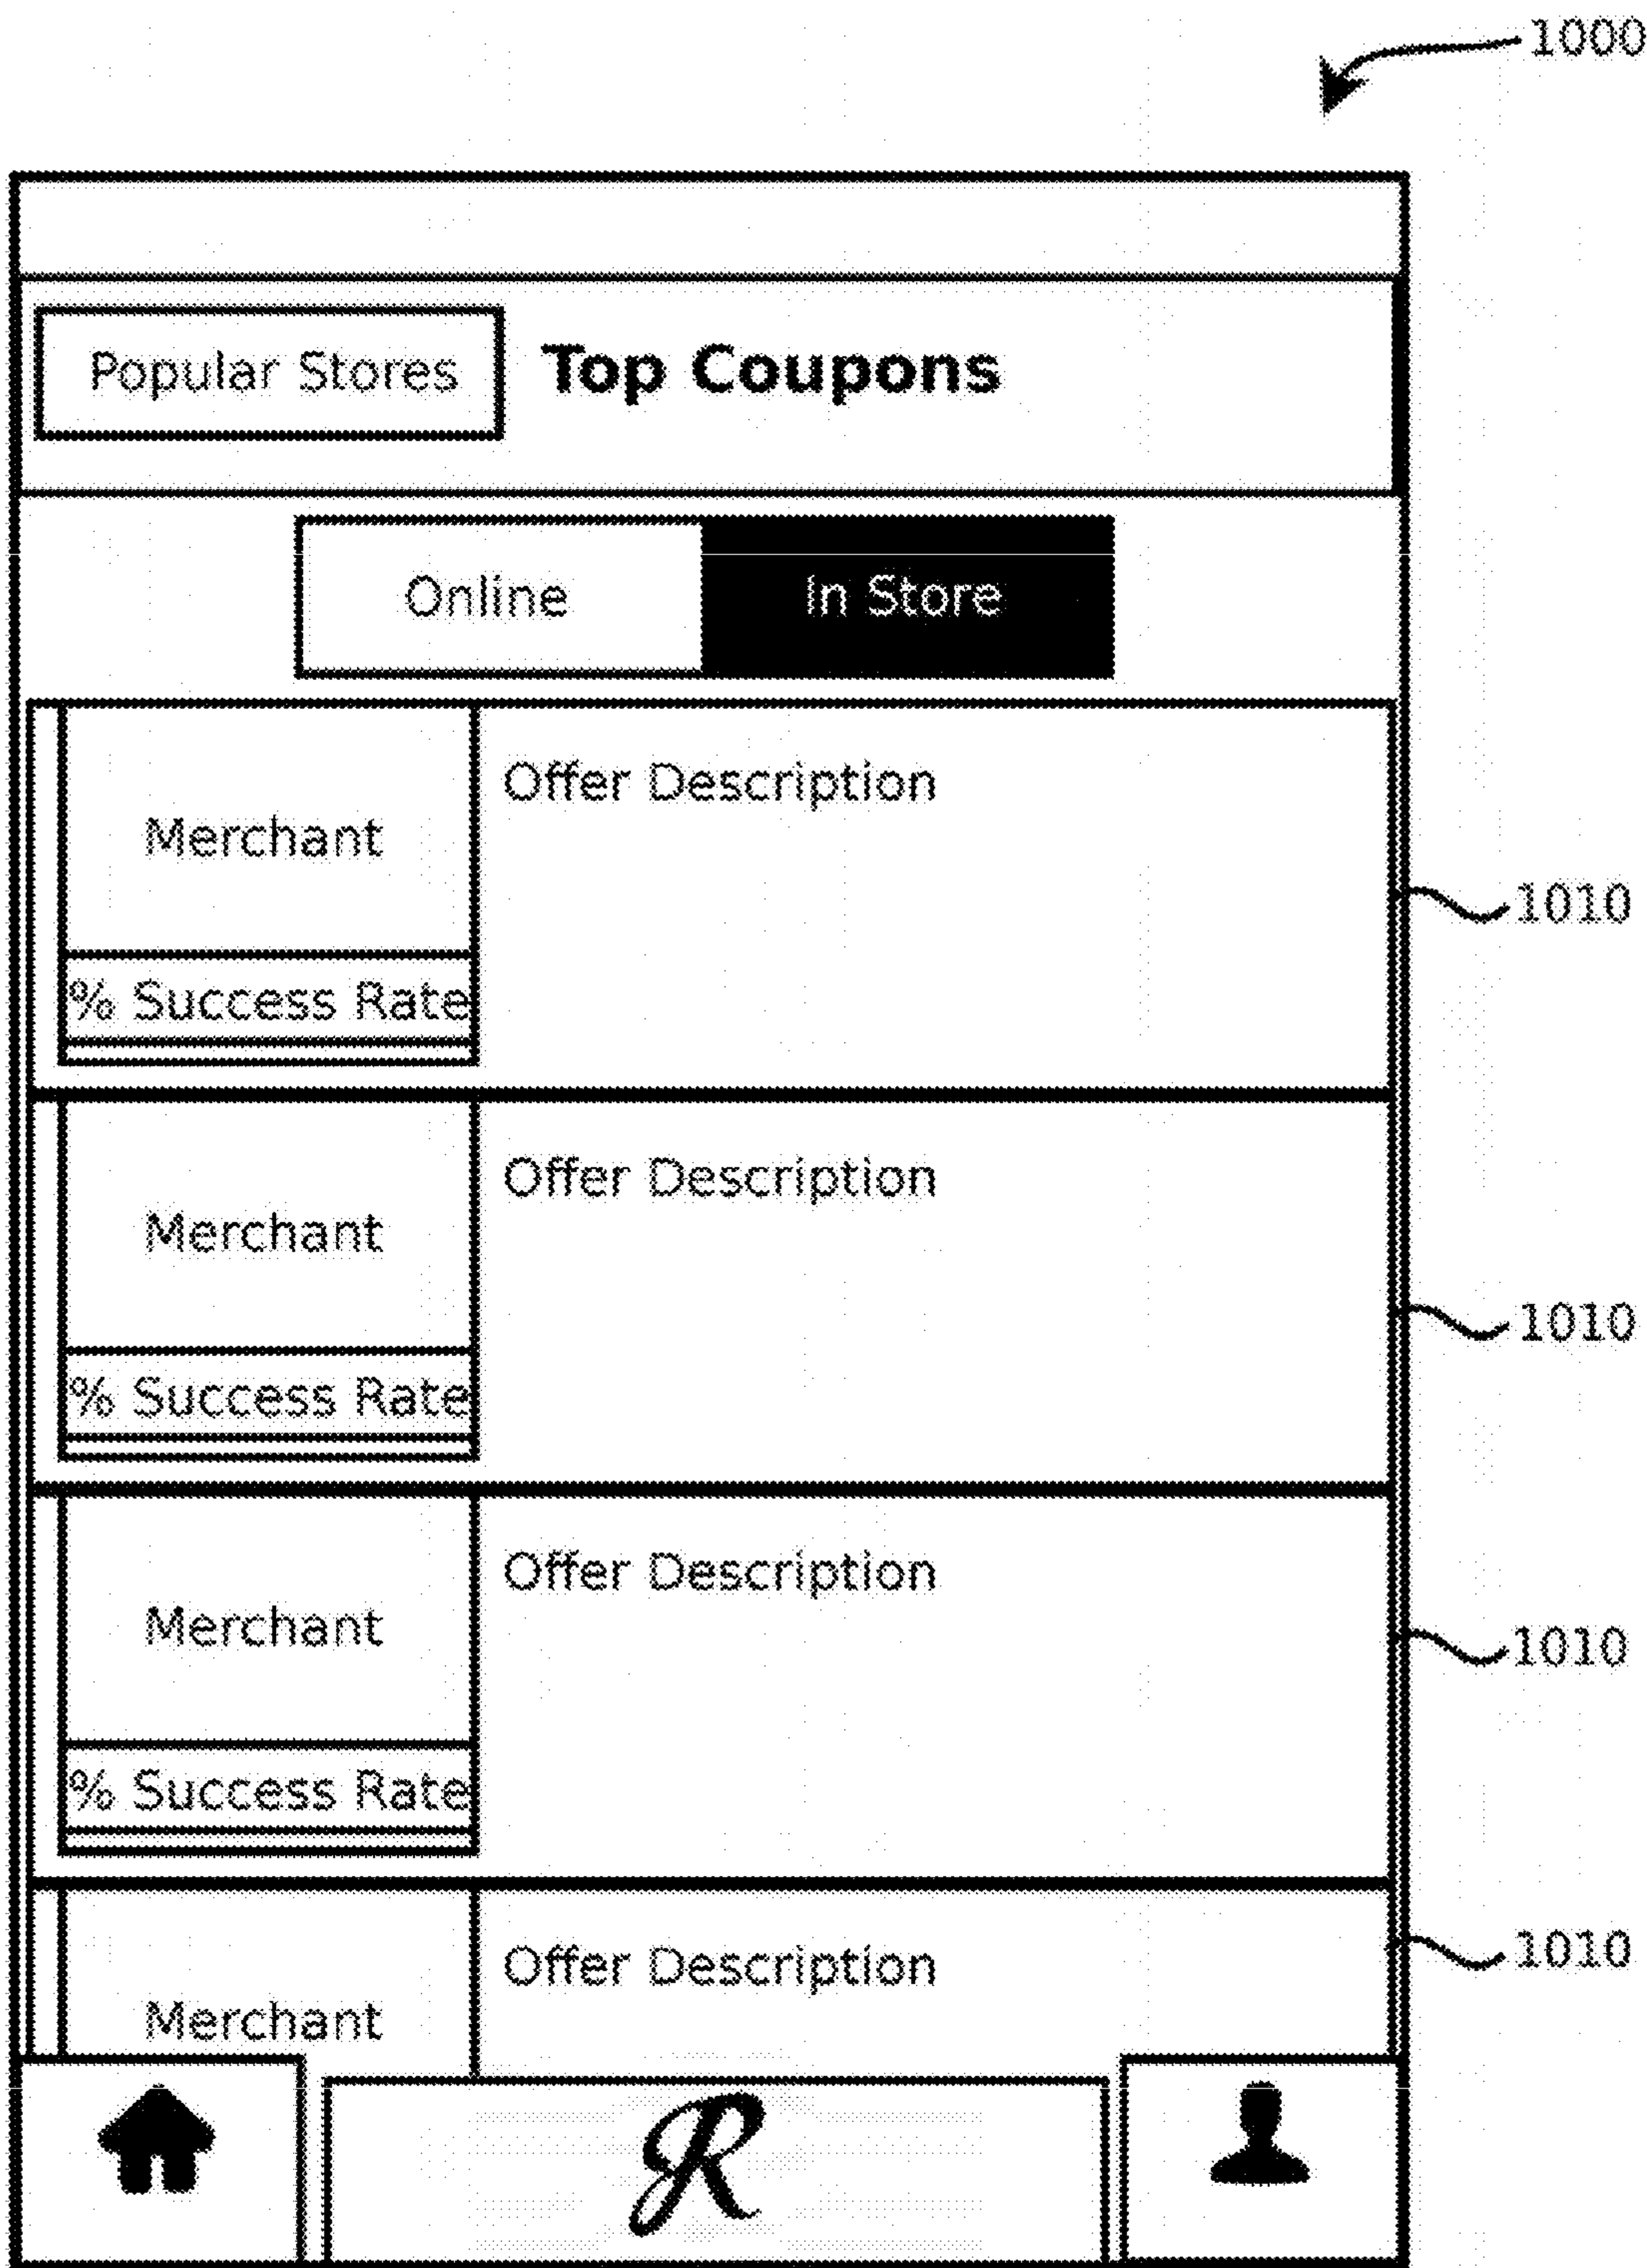 1000
Popular Stores Top Coupons
Online In Store
Offer Description
Merchant
1010
% Success Rate
Offer Description
Merchant
1010
% Success Rate
Offer Description
Merchant
1010
% Success Rate
Offer Description
1010
Merchant
R